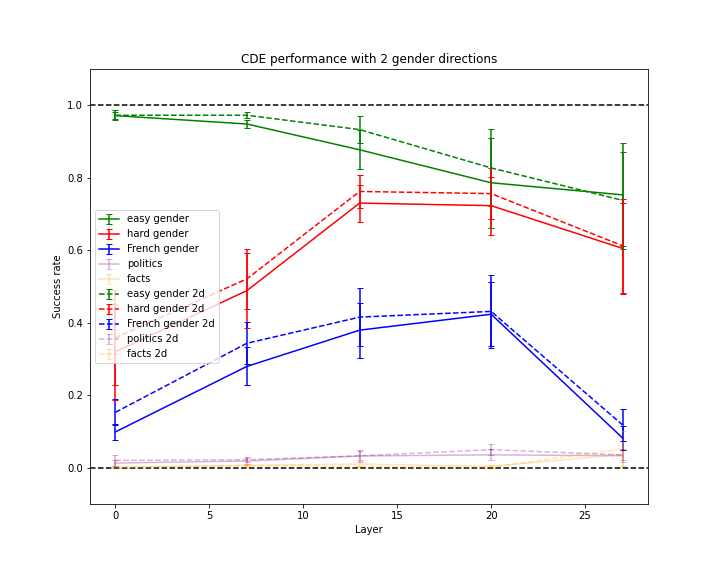 CDE performance with 2 gender directions
Success rate
1.0
0.8
0.6
0.4
0.2
0.0
easy gender
hard gender
French gender
politics
facts
easy gender 2d
hard gender 2d
French gender 2d
politics 2d
facts 2d
0
5
10
15
20
25
Layer